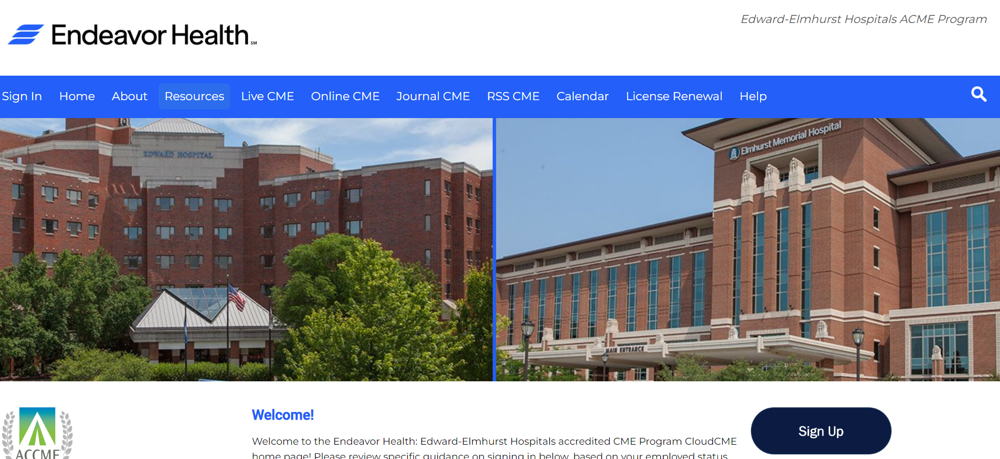 Edward-Elmhurst Hospitals ACME Program
Endeavor Health SM
Sign In Home About Resources Live CME Online CME Journal CME RSS CME Calendar License Renewal Help
EDWARD HOSPITAL
Elmhurst Memorial Hospital
MAIN ENTRANCE
ACCME
Welcome!
Welcome to the Endeavor Health: Edward-Elmhurst Hospitals accredited CME Program CloudCME
home page! Please review specific guidance on signing in below, based on your employed status.
Sign Up